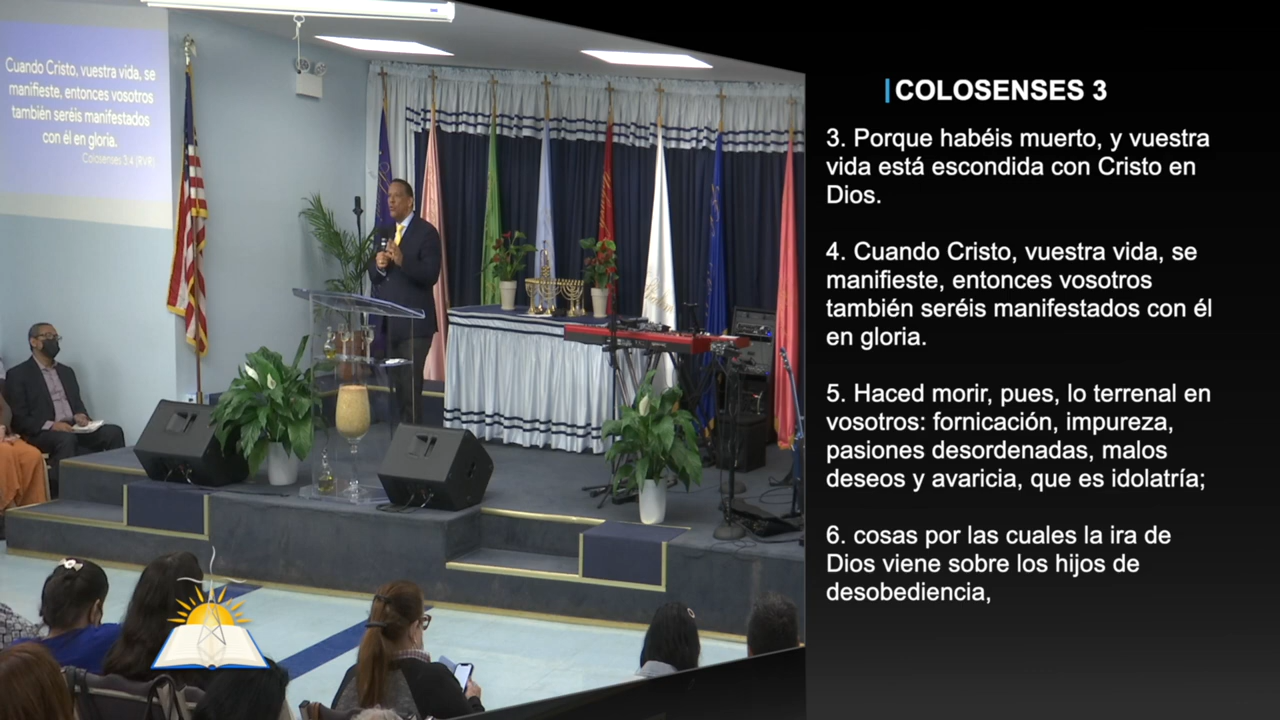 Cuando Cristo, vuestra vida, se
manifieste, entonces vosotros
también seréis manifestados
con él en gloria.
Colosenses 3:4 (RVR)
COLOSENSES 3
3. Porque habéis muerto, y vuestra
vida está escondida con Cristo en
Dios.
4. Cuando Cristo, vuestra vida, se
manifieste, entonces vosotros
también seréis manifestados con él
en gloria.
5. Haced morir, pues, lo terrenal en
vosotros: fornicación, impureza,
pasiones desordenadas, malos
deseos y avaricia, que es idolatría;
6. cosas por las cuales la ira de
Dios viene sobre los hijos de
desobediencia,